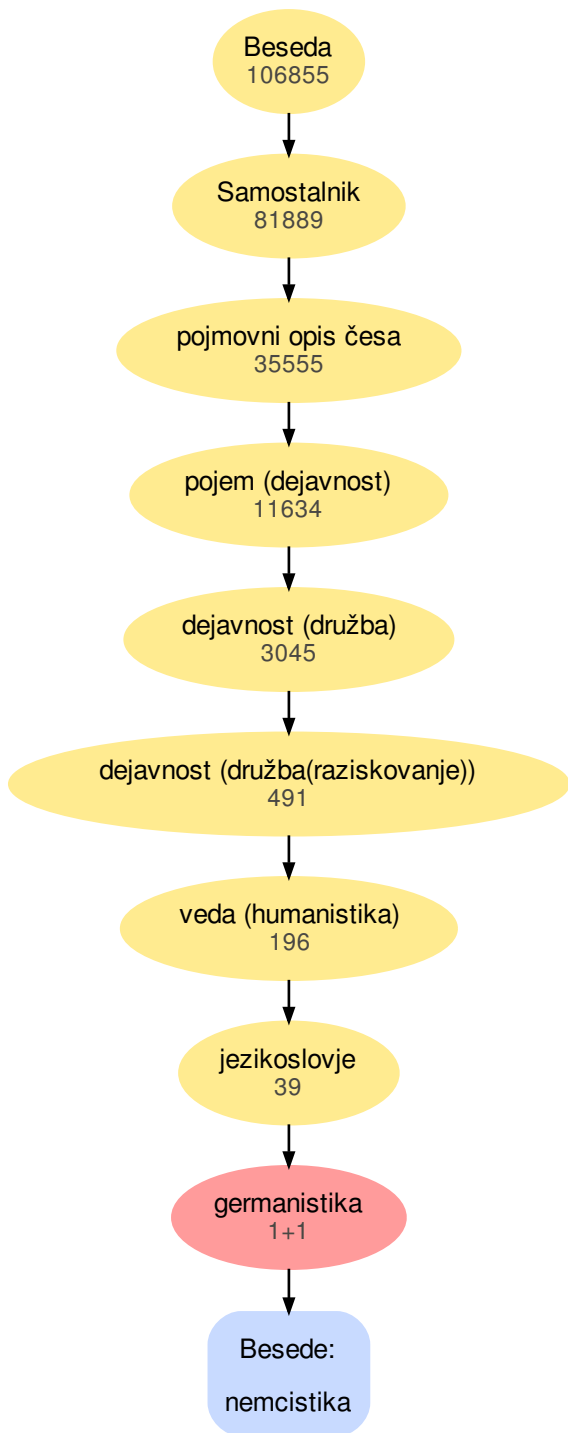 Beseda
106855
Samostalnik
81889
pojmovni opis česa
35555
pojem (dejavnost)
11634
dejavnost (družba)
3045
dejavnost (družba(raziskovanje))
491
veda (humanistika)
196
jezikoslovje
39
germanistika
1+1
Besede:
nemcistika